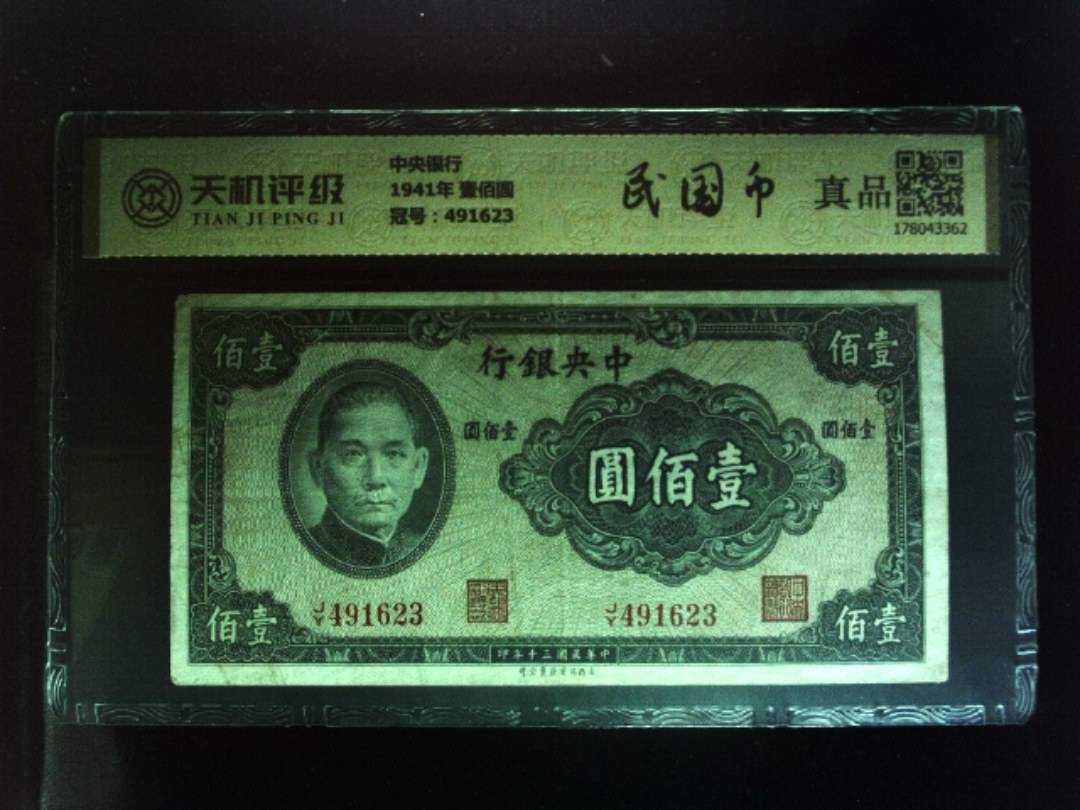 天机评级
TIAN JI PING JI
中央银行
1941年 壹佰圆
冠号：491623
民国币
真品
178043362
佰壹
行銀央中
佰壹
圓佰壹
圓佰壹
圓佰壹
J/Y 491623
J/Y 491623
佰壹
佰壹
印年十三國民華中